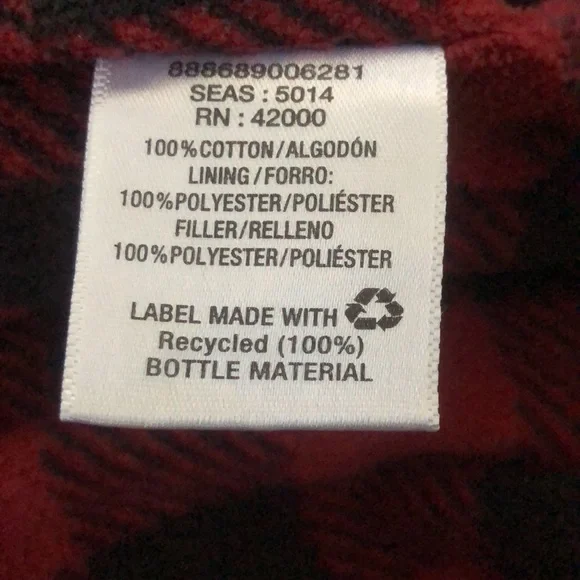 888689006281
SEAS : 5014
RN : 42000
100%COTTON/ALGODÓN
LINING/FORRO:
100%POLYESTER/POLIÉSTER
FILLER/RELLENO
100%POLYESTER/POLIÉSTER
LABEL MADE WITH
Recycled (100%)
BOTTLE MATERIAL